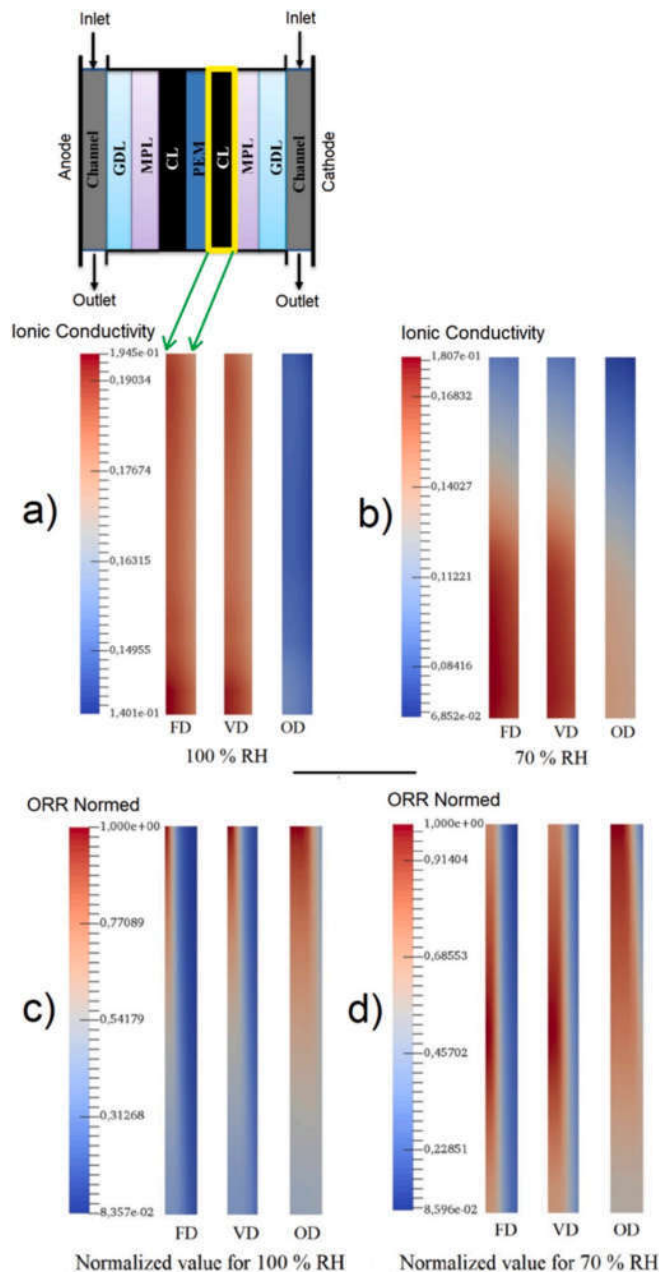 Inlet Inlet
Anode
Channel
GDL
MPL
CL
PEM
CL
MPL
GDL
Channel
Cathode
Outlet Outlet
Ionic Conductivity
1,945e-01
0,19034
0,17674
0,16315
0,14955
1,401e-01
a)
FD VD OD
100 % RH
Ionic Conductivity
1,807e-01
0,16832
0,14027
0,11221
0,08416
6,852e-02
b)
FD VD OD
70 % RH
ORR Normed
1,000e+00
0,77089
0,54179
0,31268
8,357e-02
c)
FD VD OD
Normalized value for 100 % RH
ORR Normed
1,000e+00
0,91404
0,68553
0,45702
0,22851
8,596e-02
d)
FD VD OD
Normalized value for 70 % RH